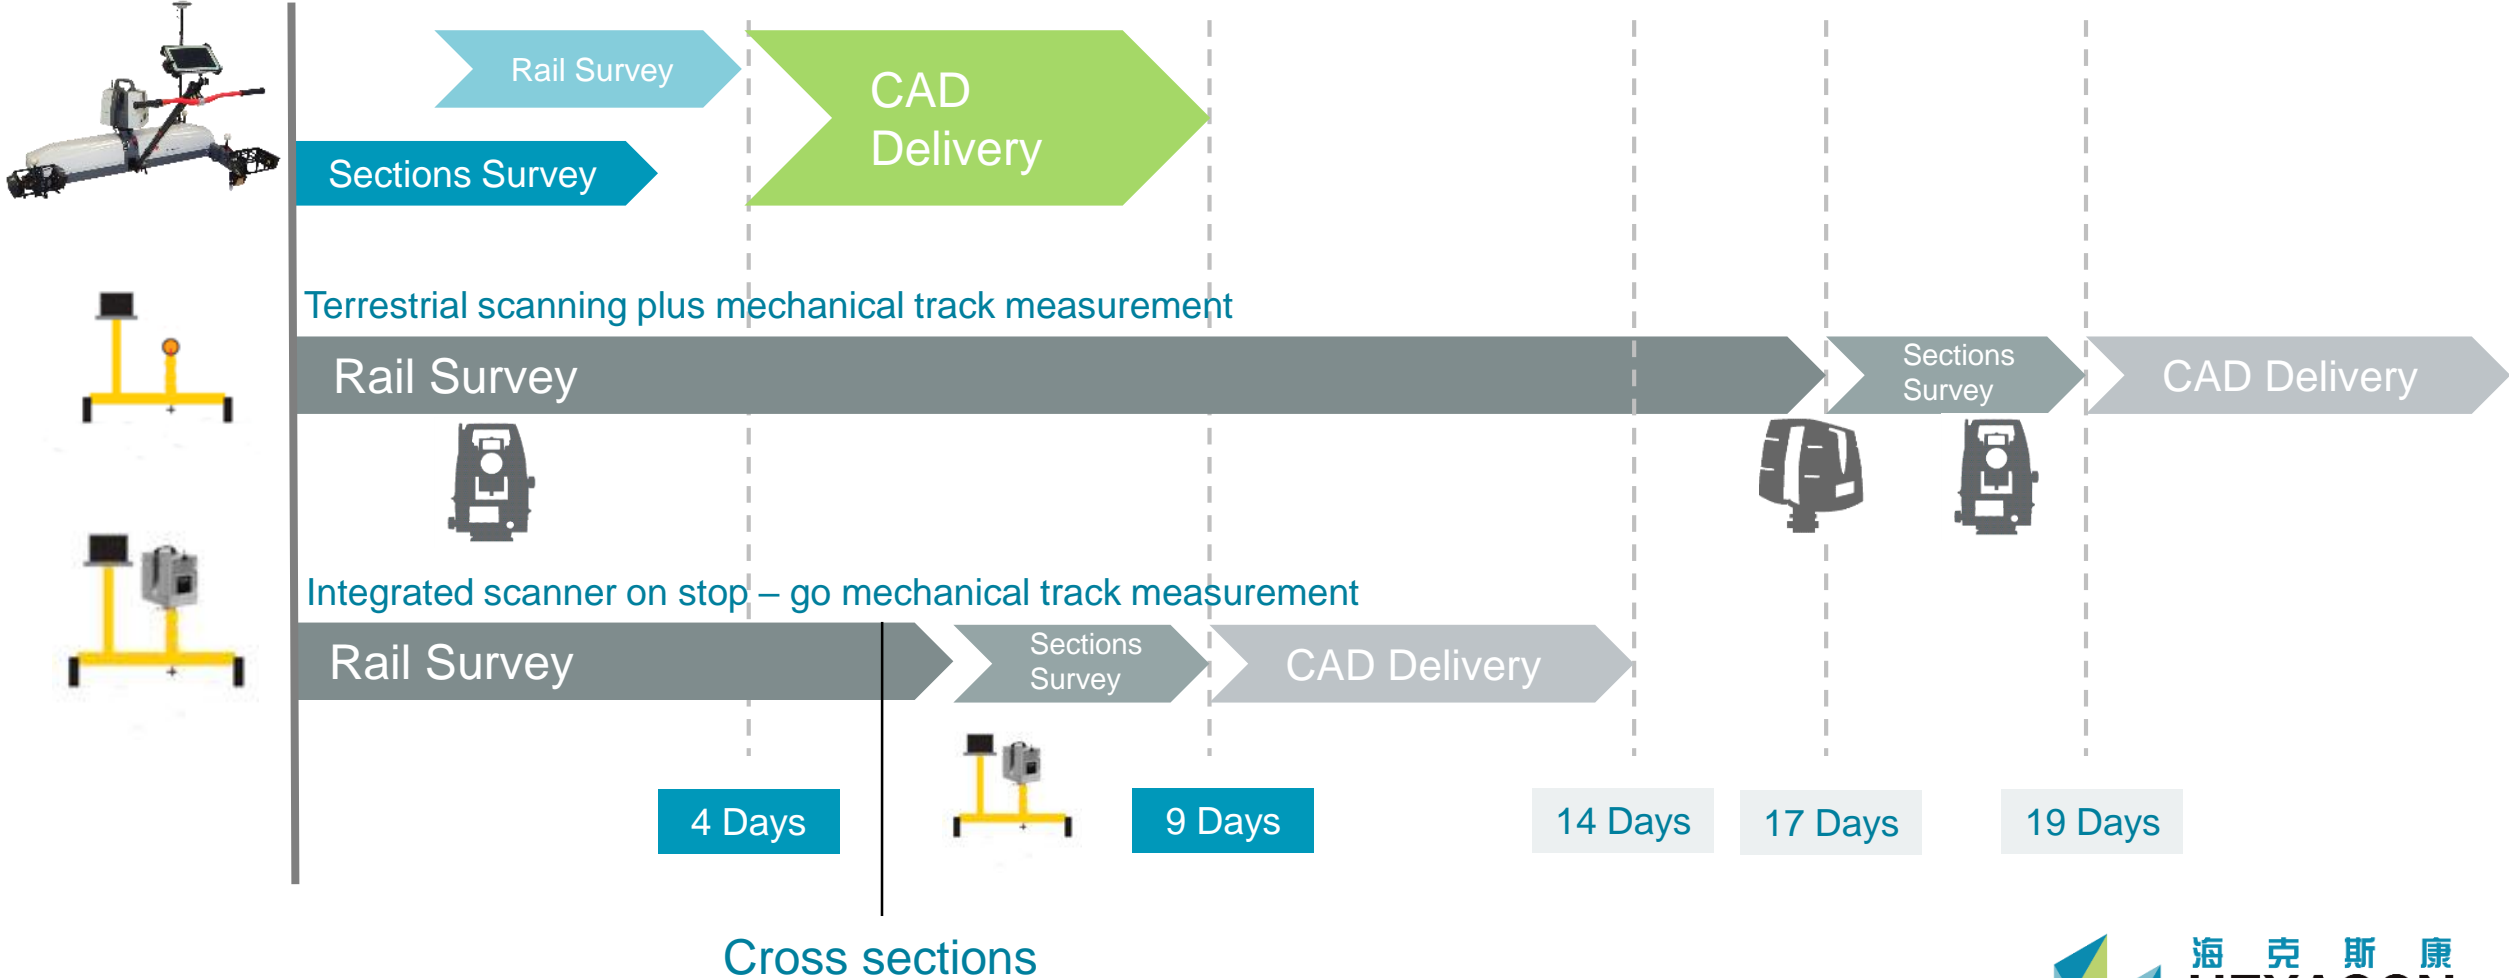 Rail Survey
CAD
Delivery
Sections Survey
Terrestrial scanning plus mechanical track measurement
Rail Survey
Sections
Survey
CAD Delivery
Integrated scanner on stop – go mechanical track measurement
Rail Survey
Sections
Survey
CAD Delivery
4 Days
9 Days
14 Days
17 Days
19 Days
Cross sections
海克斯康
HEXAGON